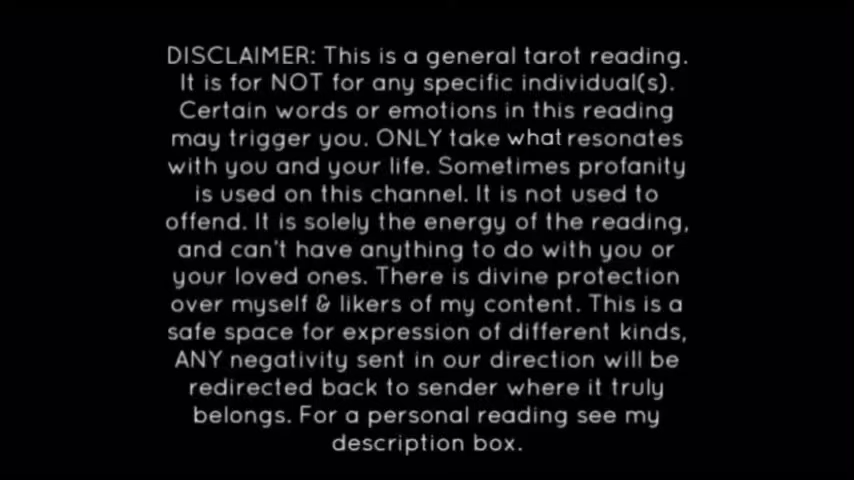 DISCLAIMER: This is a general tarot reading.
It is for NOT for any specific individual(s).
Certain words or emotions in this reading
may trigger you. ONLY take what resonates
with you and your life. Sometimes profanity
is used on this channel. It is not used to
offend. It is solely the energy of the reading,
and can't have anything to do with you or
your loved ones. There is divine protection
over myself & likers of my content. This is a
safe space for expression of different kinds,
ANY negativity sent in our direction will be
redirected back to sender where it truly
belongs. For a personal reading see my
description box.